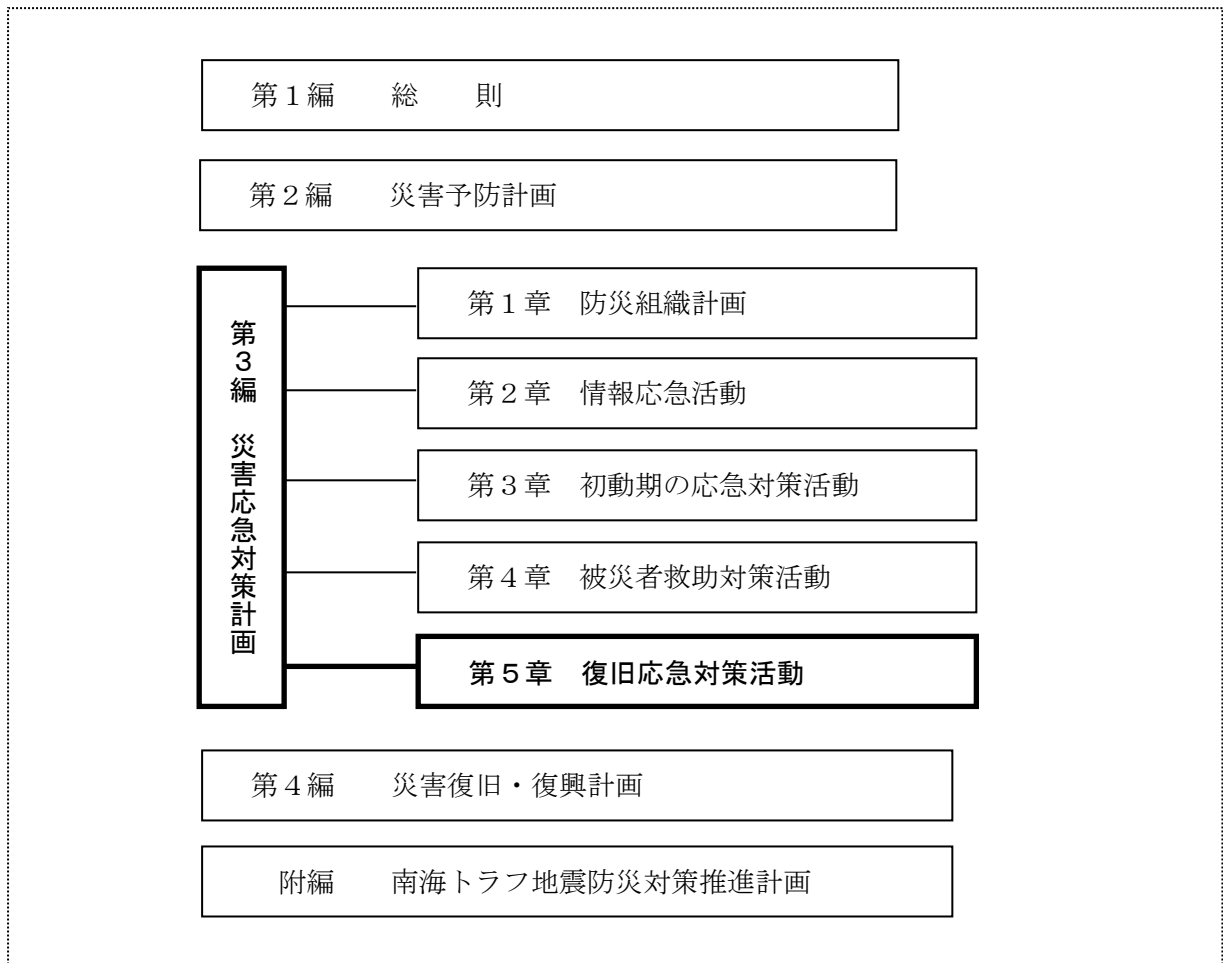 第１編　　総　　則
第２編　　災害予防計画
第３編　災害応急対策計画
第１章　防災組織計画
第２章　情報応急活動
第３章　初動期の応急対策活動
第４章　被災者救助対策活動
第５章　復旧応急対策活動
第４編　　災害復旧・復興計画
附編　　南海トラフ地震防災対策推進計画